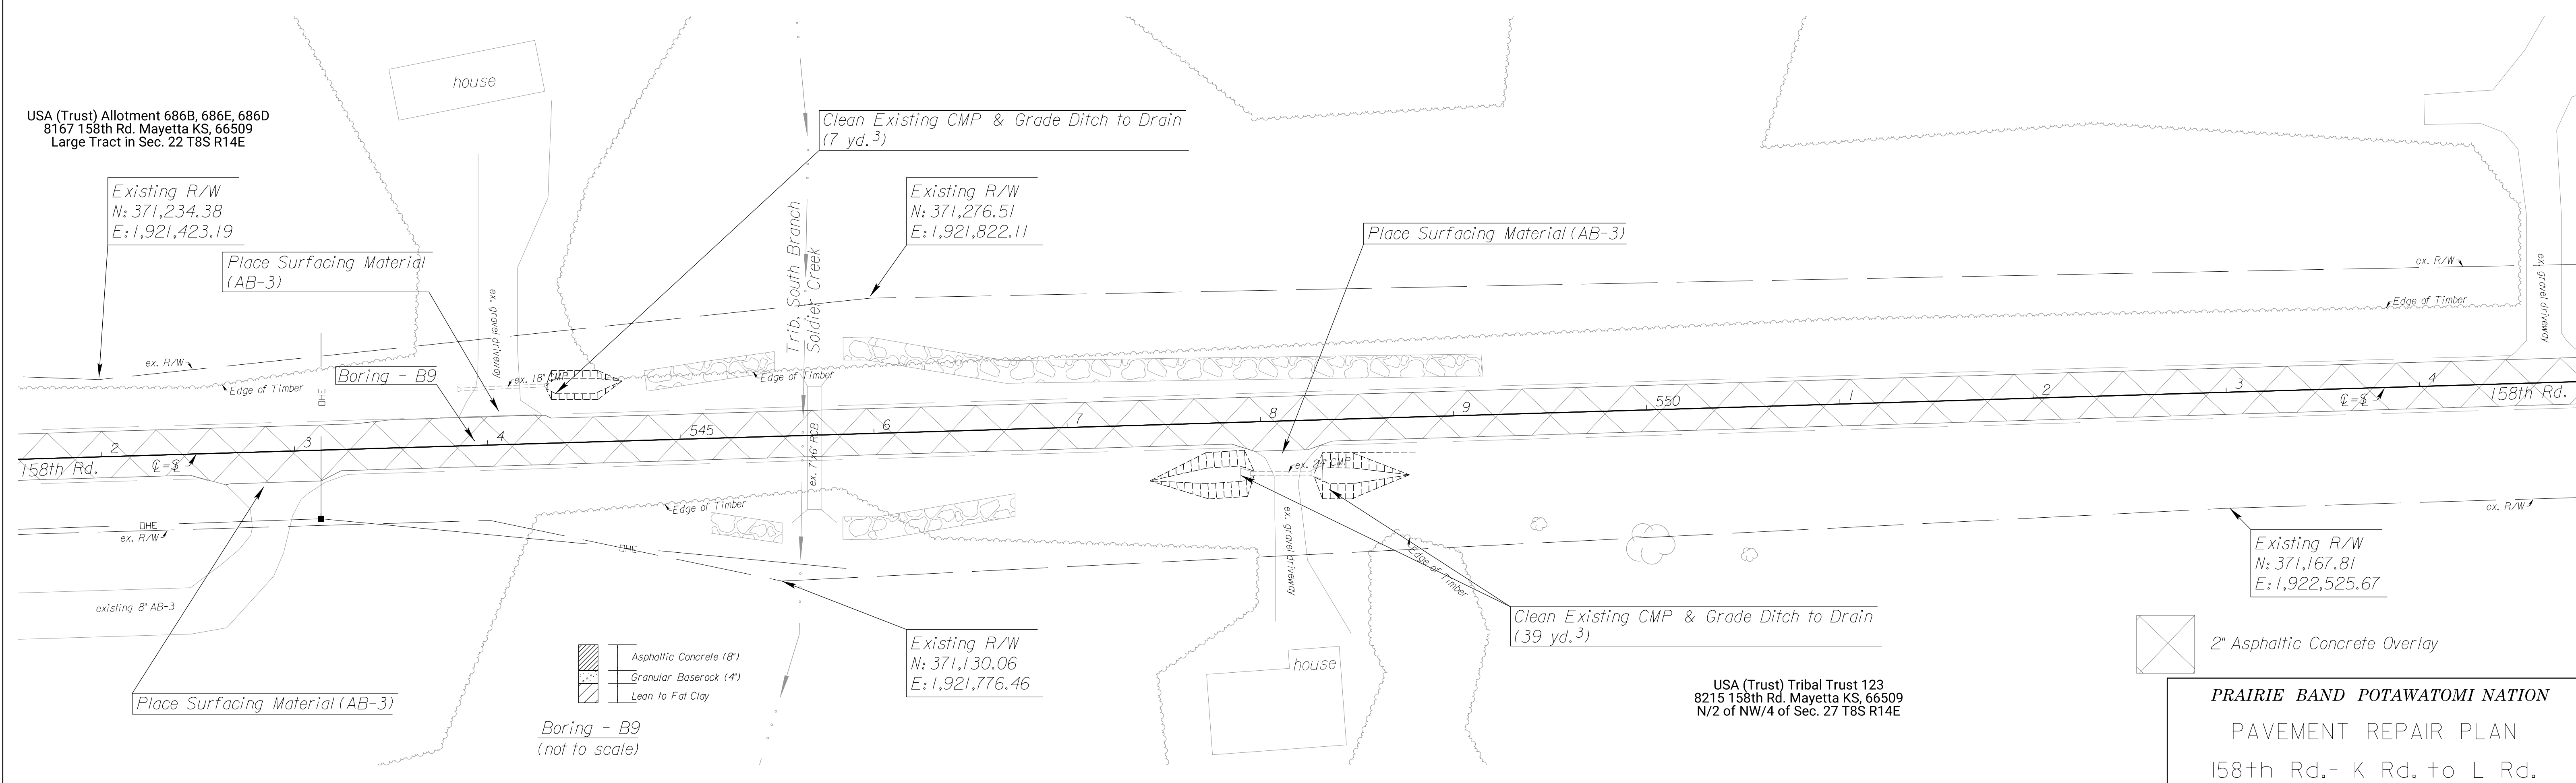 house
USA (Trust) Allotment 686B, 686E, 686D
8167 158th Rd. Mayetta KS, 66509
Large Tract in Sec. 22 T8S R14E
Clean Existing CMP & Grade Ditch to Drain
(7 yd.³)
Existing R/W
N: 371,234.38
E: 1,921,423.19
Existing R/W
N: 371,276.51
E: 1,921,822.11
Place Surfacing Material
(AB-3)
Place Surfacing Material (AB-3)
Trib. South Branch
Soldier Creek
ex. gravel driveway
ex. R/W
ex. gravel driveway
Edge of Timber
ex. R/W
Edge of Timber
OHE
Boring - B9
ex. 18" CMP
Edge of Timber
2
3
4
545
6
7
8
9
550
1
2
3
4
158th Rd.
℄=℄
℄=℄
158th Rd.
ex. 7'x6' RCB
ex. 24" CMP
Edge of Timber
OHE
ex. R/W
OHE
ex. gravel driveway
Edge of Timber
ex. R/W
Existing R/W
N: 371,167.81
E: 1,922,525.67
existing 8" AB-3
Clean Existing CMP & Grade Ditch to Drain
(39 yd.³)
Existing R/W
N: 371,130.06
E: 1,921,776.46
house
2" Asphaltic Concrete Overlay
Asphaltic Concrete (8")
Granular Baserock (4")
Lean to Fat Clay
Boring - B9
(not to scale)
Place Surfacing Material (AB-3)
USA (Trust) Tribal Trust 123
8215 158th Rd. Mayetta KS, 66509
N/2 of NW/4 of Sec. 27 T8S R14E
PRAIRIE BAND POTAWATOMI NATION
PAVEMENT REPAIR PLAN
158th Rd.- K Rd. to L Rd.